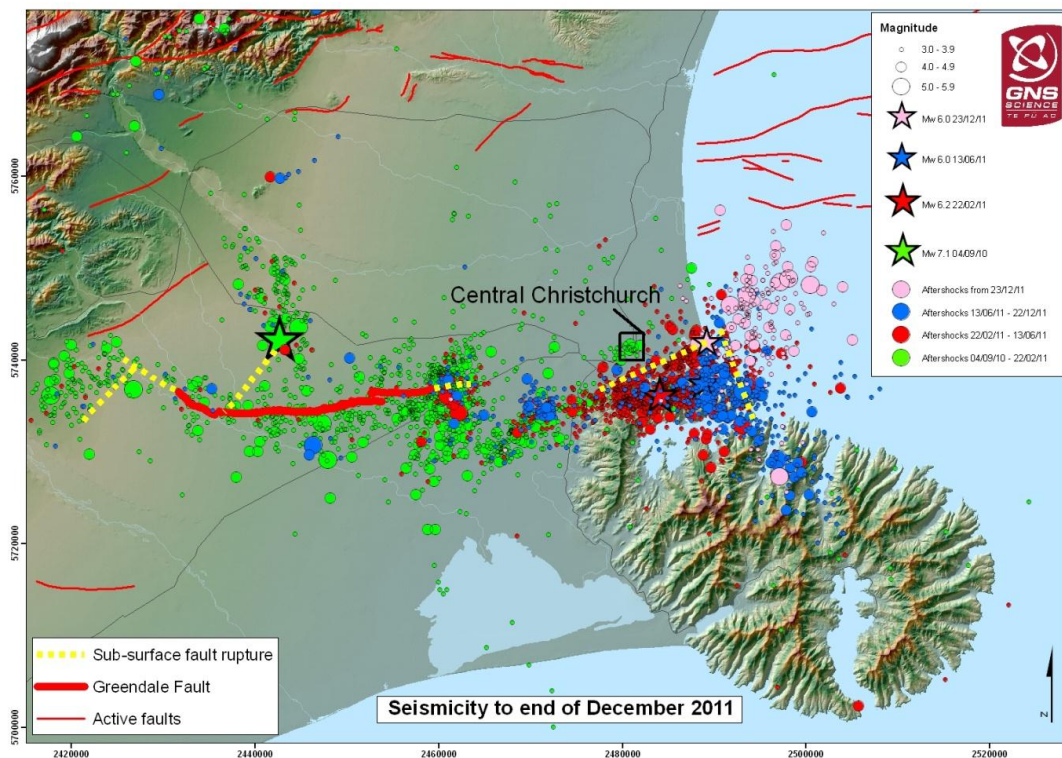 Magnitude
3.0 - 3.9
4.0 - 4.9
5.0 - 5.9
GNS
SCIENCE
TE PŪ AO
Mw 6.0 23/12/11
Mw 6.0 13/06/11
Mw 6.2 22/02/11
Mw 7.1 04/09/10
Aftershocks from 23/12/11
Aftershocks 13/06/11 - 22/12/11
Aftershocks 22/02/11 - 13/06/11
Aftershocks 04/09/10 - 22/02/11
Central Christchurch
5760000
5740000
5720000
5700000
Sub-surface fault rupture
Greendale Fault
Active faults
Seismicity to end of December 2011
N
2420000
2440000
2460000
2480000
2500000
2520000